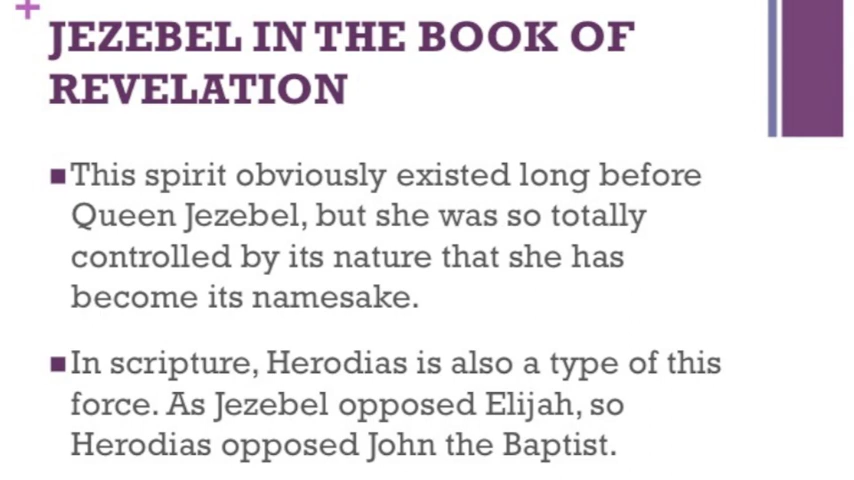 JEZEBEL IN THE BOOK OF
REVELATION
This spirit obviously existed long before
Queen Jezebel, but she was so totally
controlled by its nature that she has
become its namesake.
In scripture, Herodias is also a type of this
force. As Jezebel opposed Elijah, so
Herodias opposed John the Baptist.